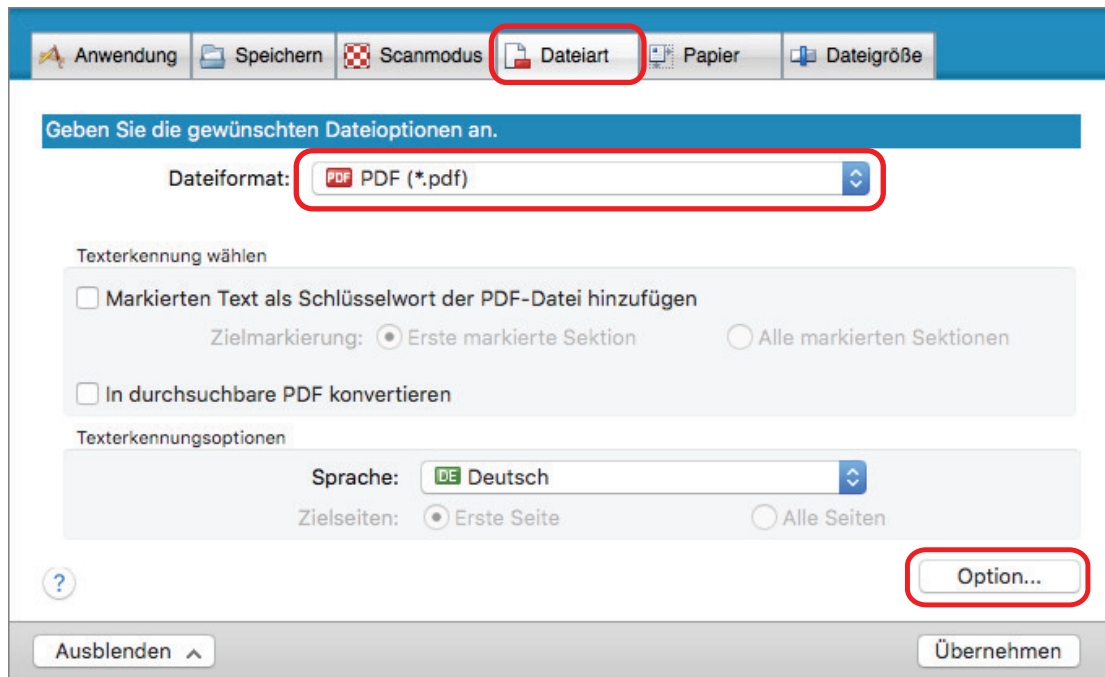 Anwendung Speichern Scanmodus Dateiart Papier Dateigröße
Geben Sie die gewünschten Dateioptionen an.
Dateiformat: PDF PDF (*.pdf)
Texterkennung wählen
Markierten Text als Schlüsselwort der PDF-Datei hinzufügen
Zielmarkierung: Erste markierte Sektion Alle markierten Sektionen
In durchsuchbare PDF konvertieren
Texterkennungsoptionen
Sprache: DE Deutsch
Zielseiten: Erste Seite Alle Seiten
? Option...
Ausblenden Übernehmen